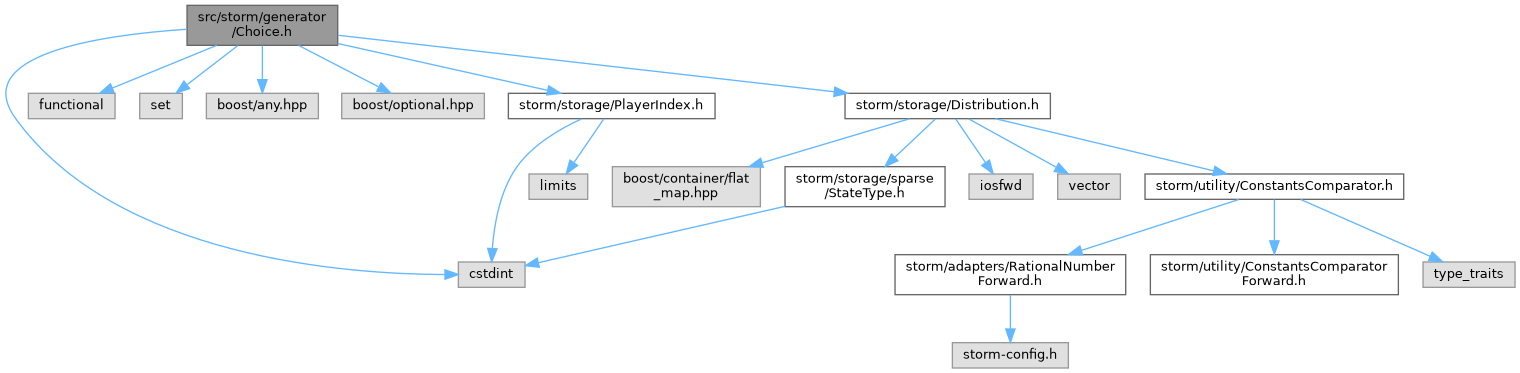 src/storm/generator
/Choice.h
functional
set
boost/any.hpp
boost/optional.hpp
storm/storage/PlayerIndex.h
storm/storage/Distribution.h
limits
boost/container/flat
_map.hpp
storm/storage/sparse
/StateType.h
iosfwd
vector
storm/utility/ConstantsComparator.h
cstdint
storm/adapters/RationalNumber
Forward.h
storm/utility/ConstantsComparator
Forward.h
type_traits
storm-config.h